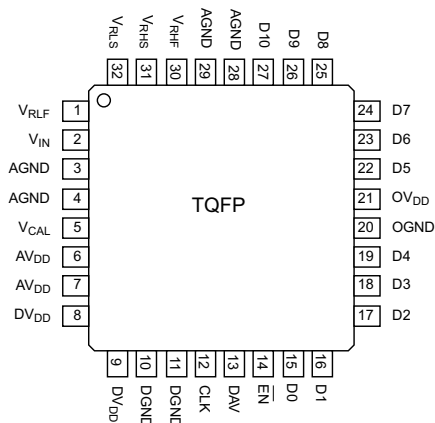 VRLS VRHS VRHF AGND AGND D10 D9 D8
32 31 30 29 28 27 26 25
VRLF 1 24 D7
VIN 2 23 D6
AGND 3 22 D5
AGND 4 TQFP 21 OVDD
VCAL 5 20 OGND
AVDD 6 19 D4
AVDD 7 18 D3
DVDD 8 17 D2
9 10 11 12 13 14 15 16
DVDD DGND DGND CLK DAV EN D0 D1